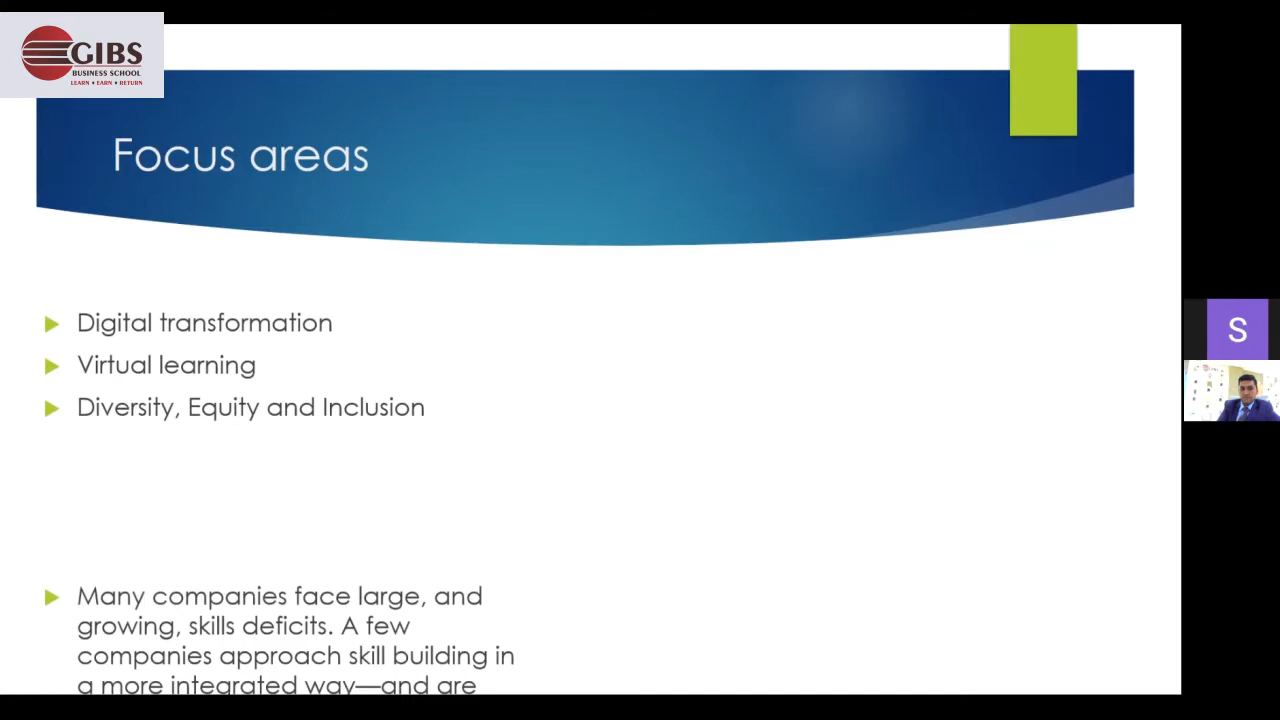 GIBS
BUSINESS SCHOOL
LEARN • EARN • RETURN
Focus areas
Digital transformation
Virtual learning
Diversity, Equity and Inclusion
Many companies face large, and
growing, skills deficits. A few
companies approach skill building in
a more integrated way—and are
S